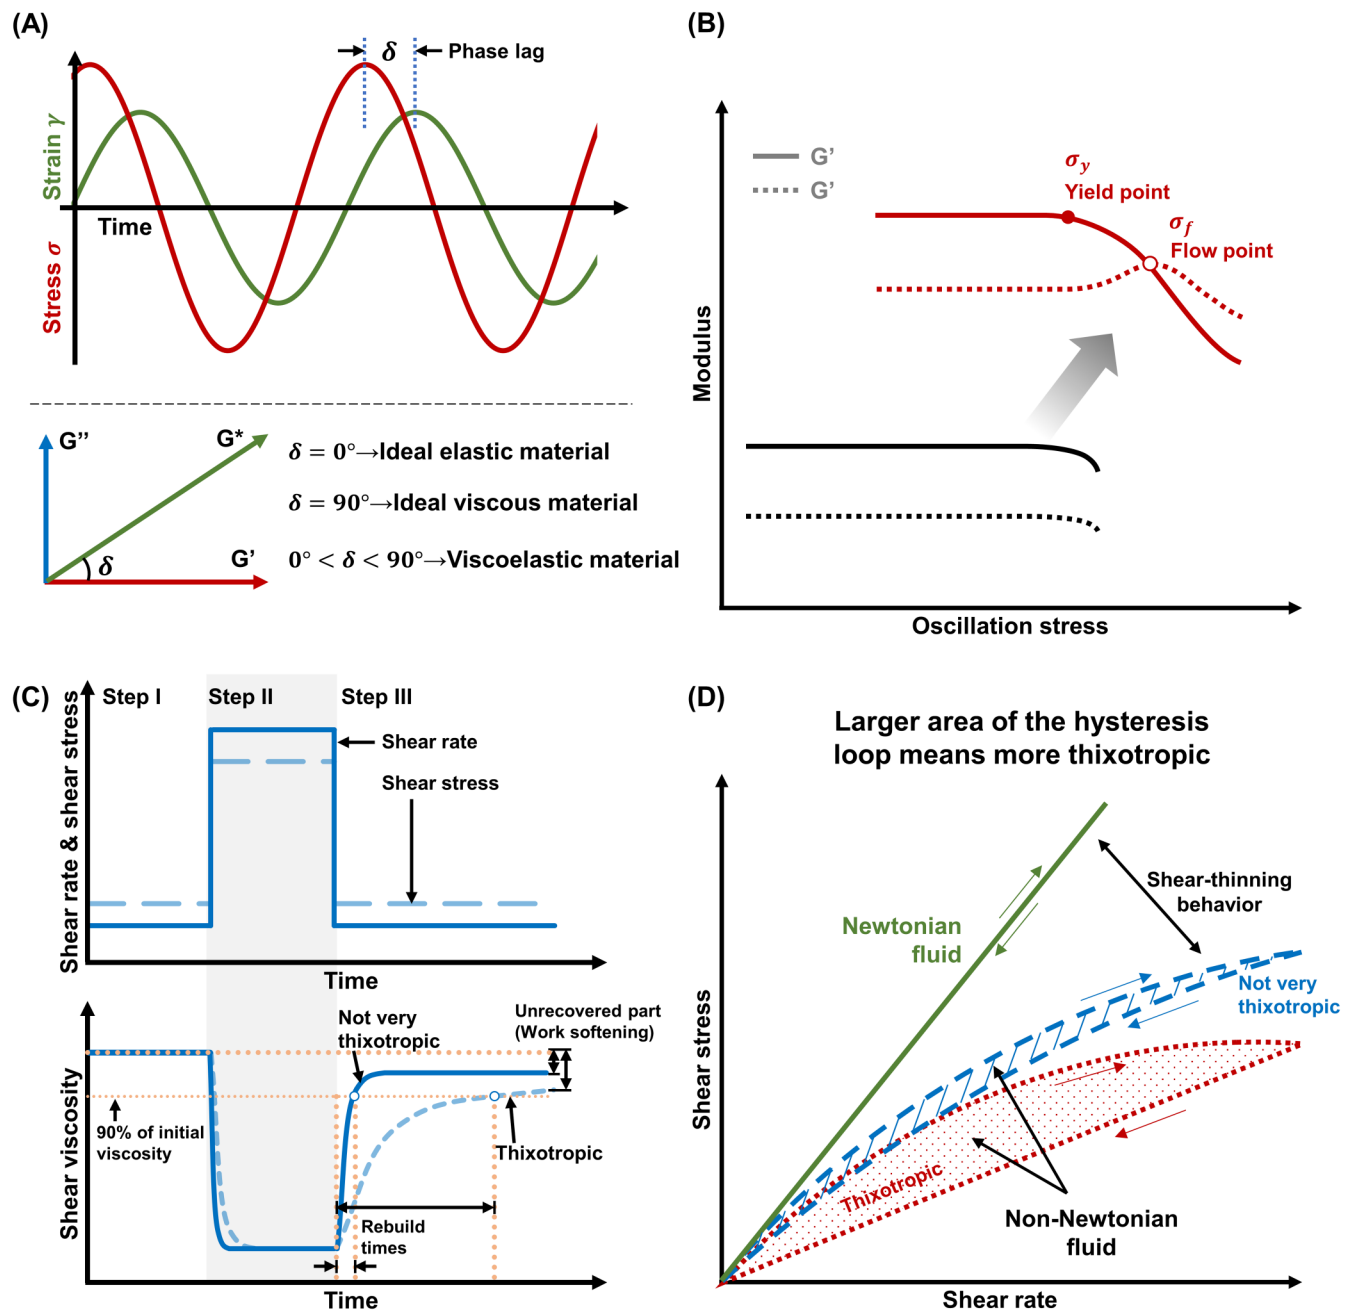 (A)
δ
Phase lag
Strain γ
Stress σ
Time
G’’
G*
G’
δ
δ = 0°→Ideal elastic material
δ = 90°→Ideal viscous material
0° < δ < 90°→Viscoelastic material
(B)
G’
G’
σy
Yield point
σf
Flow point
Modulus
Oscillation stress
(C)
Step I
Step II
Step III
Shear rate
Shear stress
Shear rate & shear stress
Time
Unrecovered part
(Work softening)
Not very
thixotropic
90% of initial
viscosity
Thixotropic
Rebuild
times
Shear viscosity
Time
(D)
Larger area of the hysteresis
loop means more thixotropic
Shear-thinning
behavior
Newtonian
fluid
Not very
thixotropic
Thixotropic
Non-Newtonian
fluid
Shear stress
Shear rate